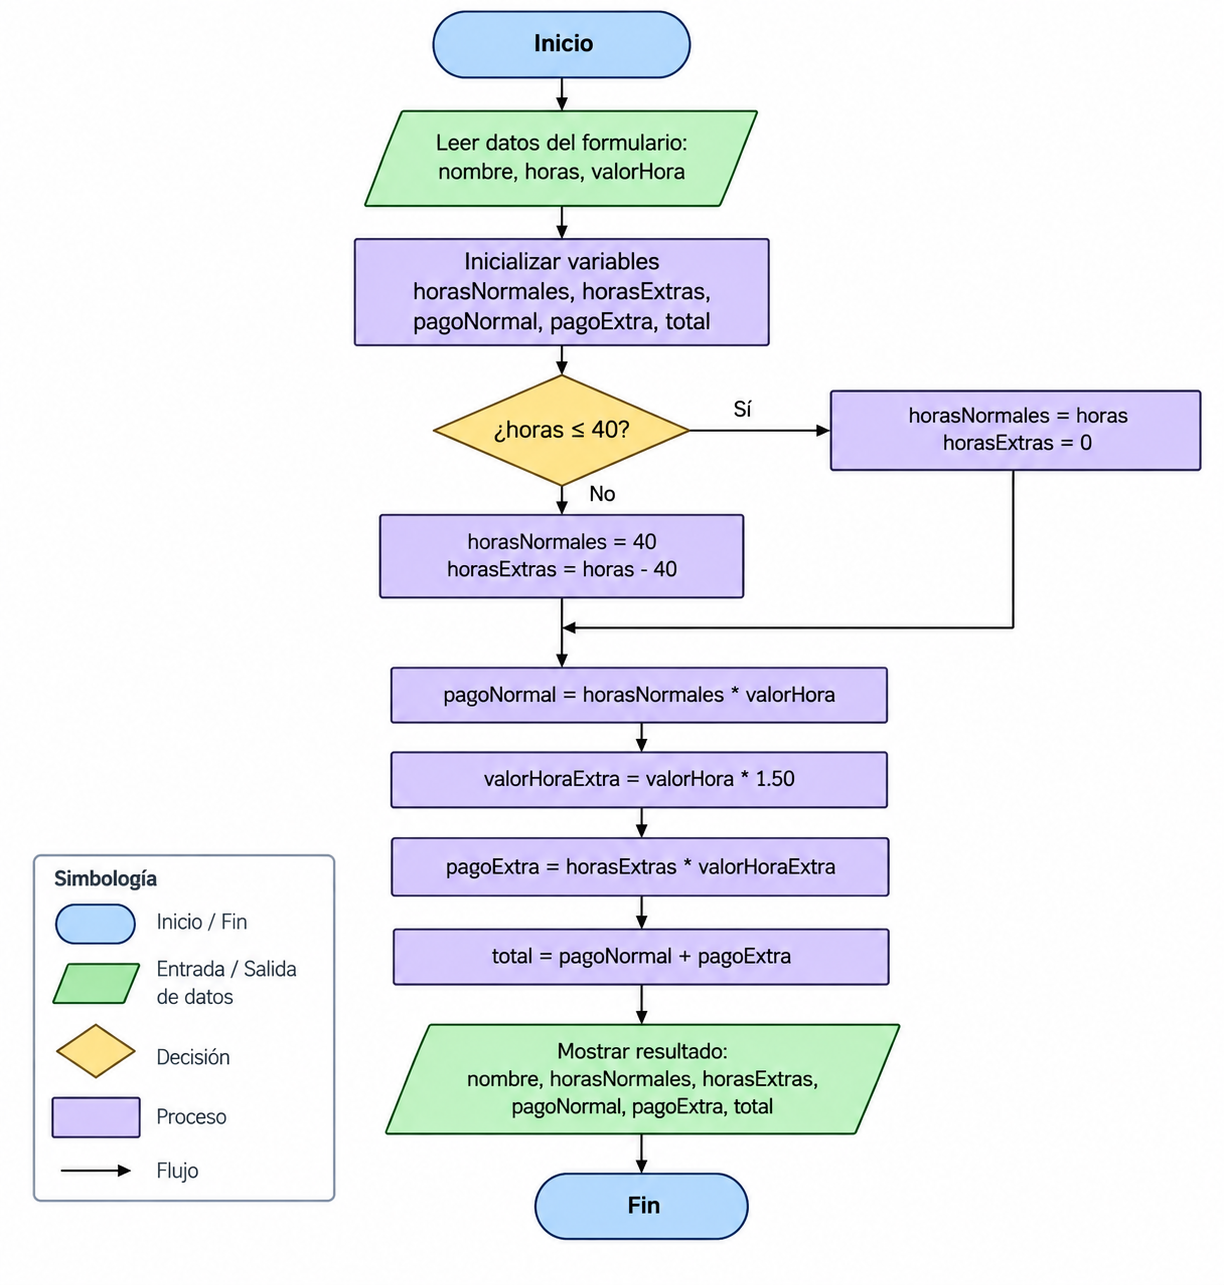 Inicio
Leer datos del formulario:
nombre, horas, valorHora
Inicializar variables
horasNormales, horasExtras,
pagoNormal, pagoExtra, total
¿horas ≤ 40?
Sí
horasNormales = horas
horasExtras = 0
No
horasNormales = 40
horasExtras = horas - 40
pagoNormal = horasNormales * valorHora
valorHoraExtra = valorHora * 1.50
pagoExtra = horasExtras * valorHoraExtra
total = pagoNormal + pagoExtra
Mostrar resultado:
nombre, horasNormales, horasExtras,
pagoNormal, pagoExtra, total
Fin
Simbología
Inicio / Fin
Entrada / Salida
de datos
Decisión
Proceso
Flujo